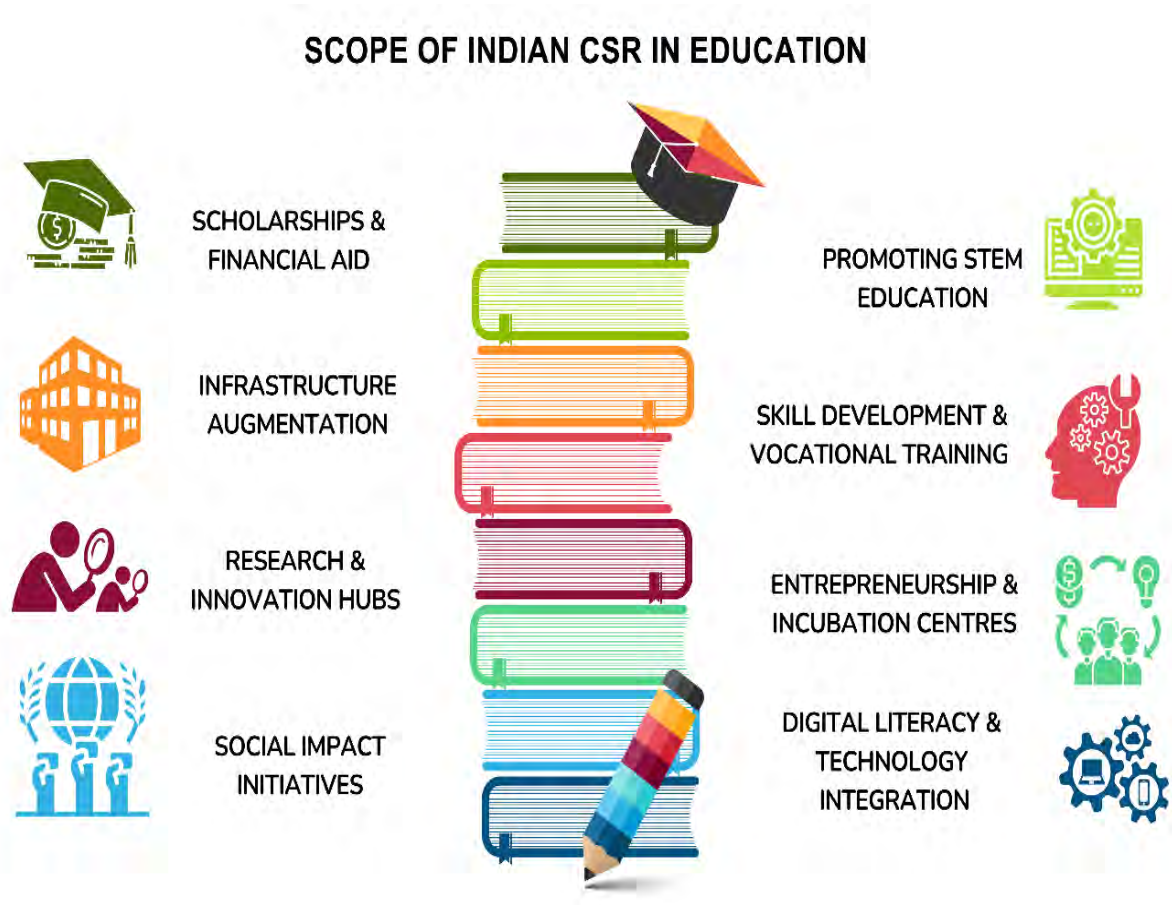 SCOPE OF INDIAN CSR IN EDUCATION
SCHOLARSHIPS &
FINANCIAL AID
INFRASTRUCTURE
AUGMENTATION
RESEARCH &
INNOVATION HUBS
SOCIAL IMPACT
INITIATIVES
PROMOTING STEM
EDUCATION
SKILL DEVELOPMENT &
VOCATIONAL TRAINING
ENTREPRENEURSHIP &
INCUBATION CENTRES
DIGITAL LITERACY &
TECHNOLOGY
INTEGRATION